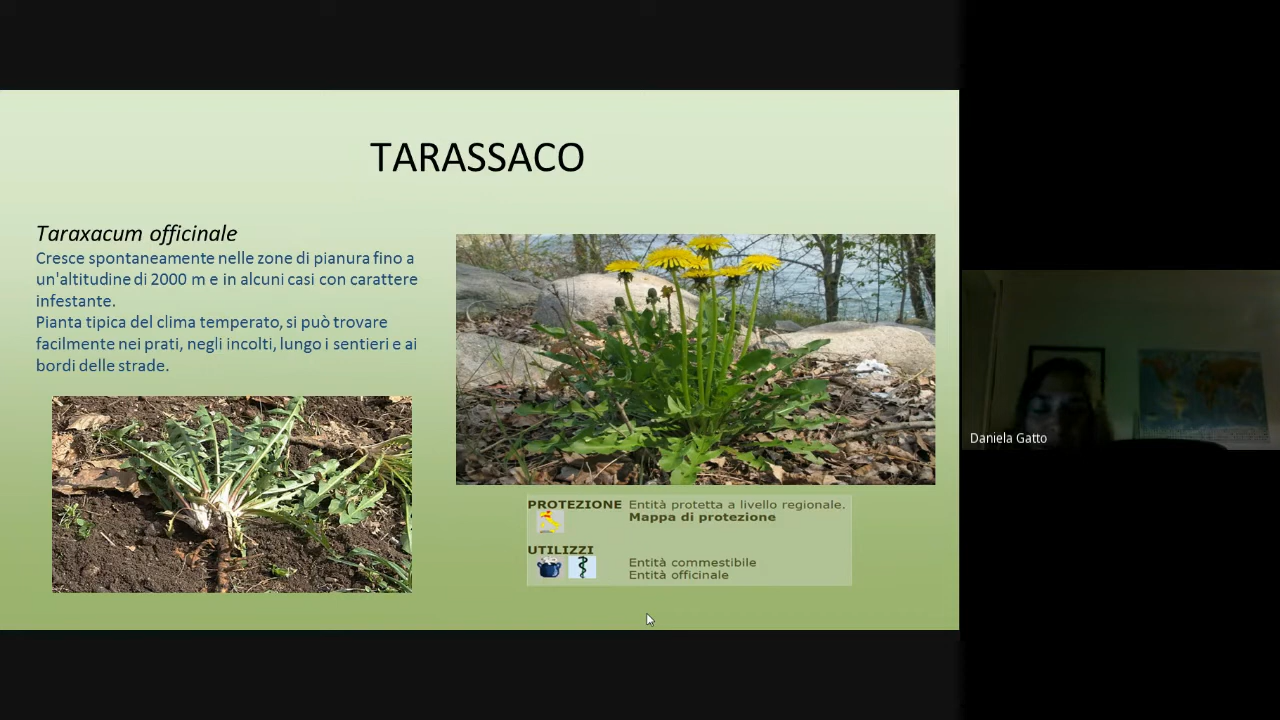 TARASSACO
Taraxacum officinale
Cresce spontaneamente nelle zone di pianura fino a
un'altitudine di 2000 m e in alcuni casi con carattere
infestante.
Pianta tipica del clima temperato, si può trovare
facilmente nei prati, negli incolti, lungo i sentieri e ai
bordi delle strade.
PROTEZIONE Entità protetta a livello regionale.
Mappa di protezione
UTILIZZI
Entità commestibile
Entità officinale
Daniela Gatto